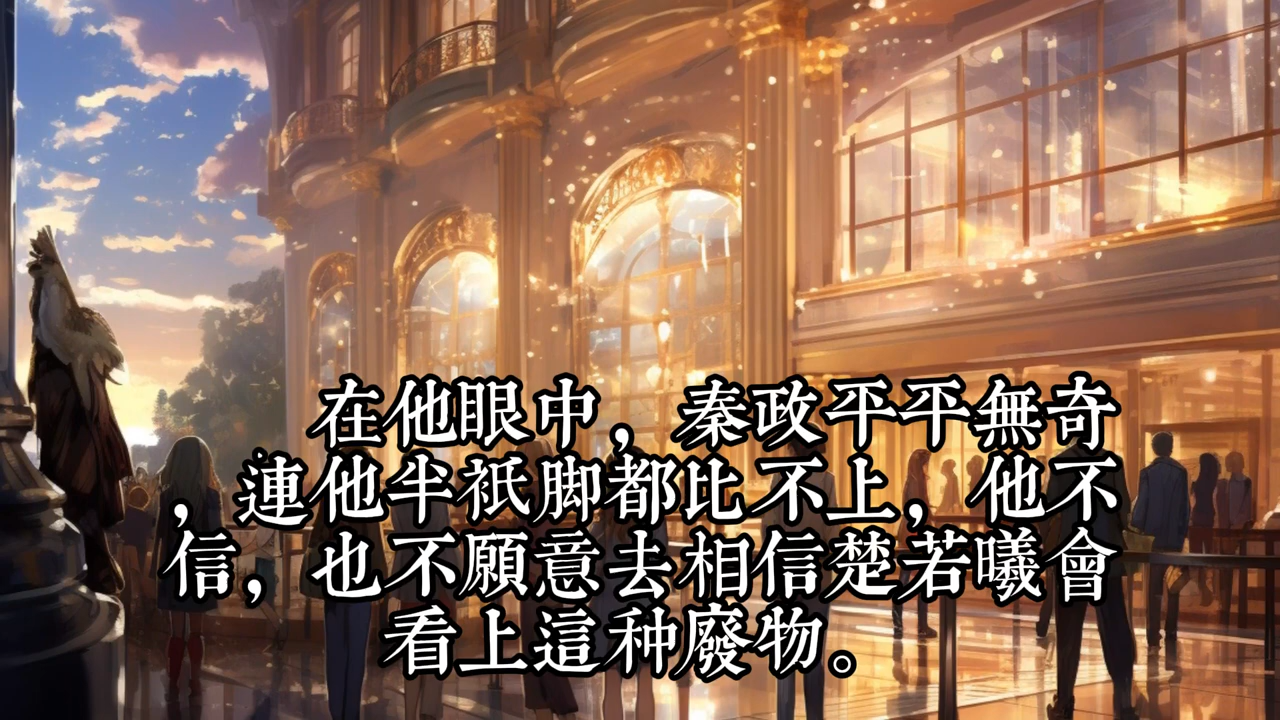 在他眼中，秦政平平無奇
，連他半衹脚都比不上，他不
信，也不願意去相信楚若曦會
看上這种廢物。